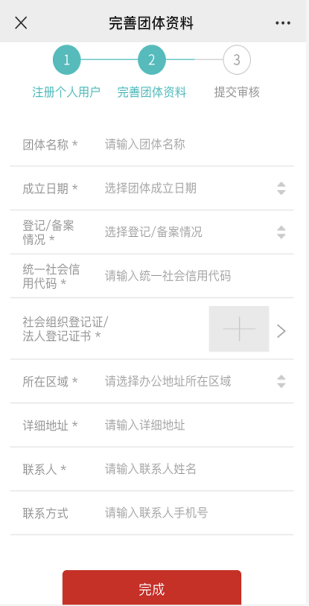 完善团体资料
1 2 3
注册个人用户 完善团体资料 提交审核
团体名称 * 请输入团体名称
成立日期 * 选择团体成立日期
登记/备案
情况 * 选择登记/备案情况
统一社会信
用代码 * 请输入统一社会信用代码
社会组织登记证/
法人登记证书 *
所在区域 * 请选择办公地址所在区域
详细地址 * 请输入详细地址
联系人 * 请输入联系人姓名
联系方式 请输入联系人手机号
完成